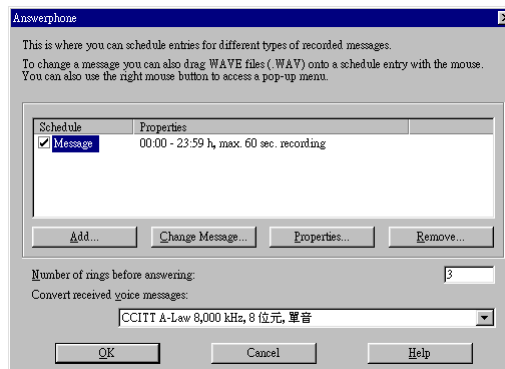 Answerphone
This is where you can schedule entries for different types of recorded messages.
To change a message you can also drag WAVE files (.WAV) onto a schedule entry with the mouse.
You can also use the right mouse button to access a pop-up menu.
Schedule Properties
Message 00:00 - 23:59 h, max. 60 sec. recording
Add... Change Message... Properties... Remove...
Number of rings before answering: 3
Convert received voice messages:
CCITT A-Law 8,000 kHz, 8 位元, 單音
OK Cancel Help